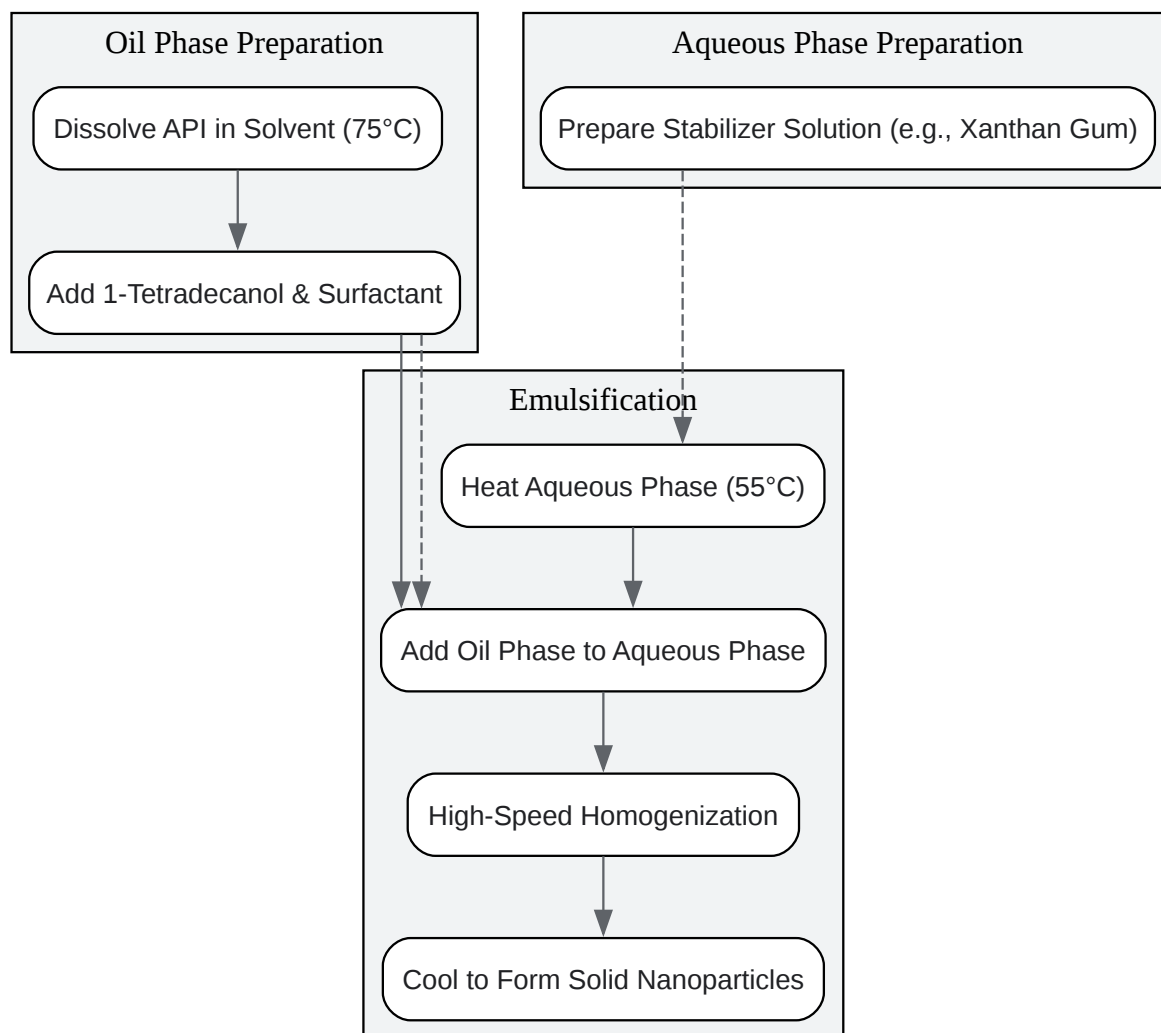 Oil Phase Preparation
Dissolve API in Solvent (75°C)
Add 1-Tetradecanol & Surfactant
Aqueous Phase Preparation
Prepare Stabilizer Solution (e.g., Xanthan Gum)
Emulsification
Heat Aqueous Phase (55°C)
Add Oil Phase to Aqueous Phase
High-Speed Homogenization
Cool to Form Solid Nanoparticles